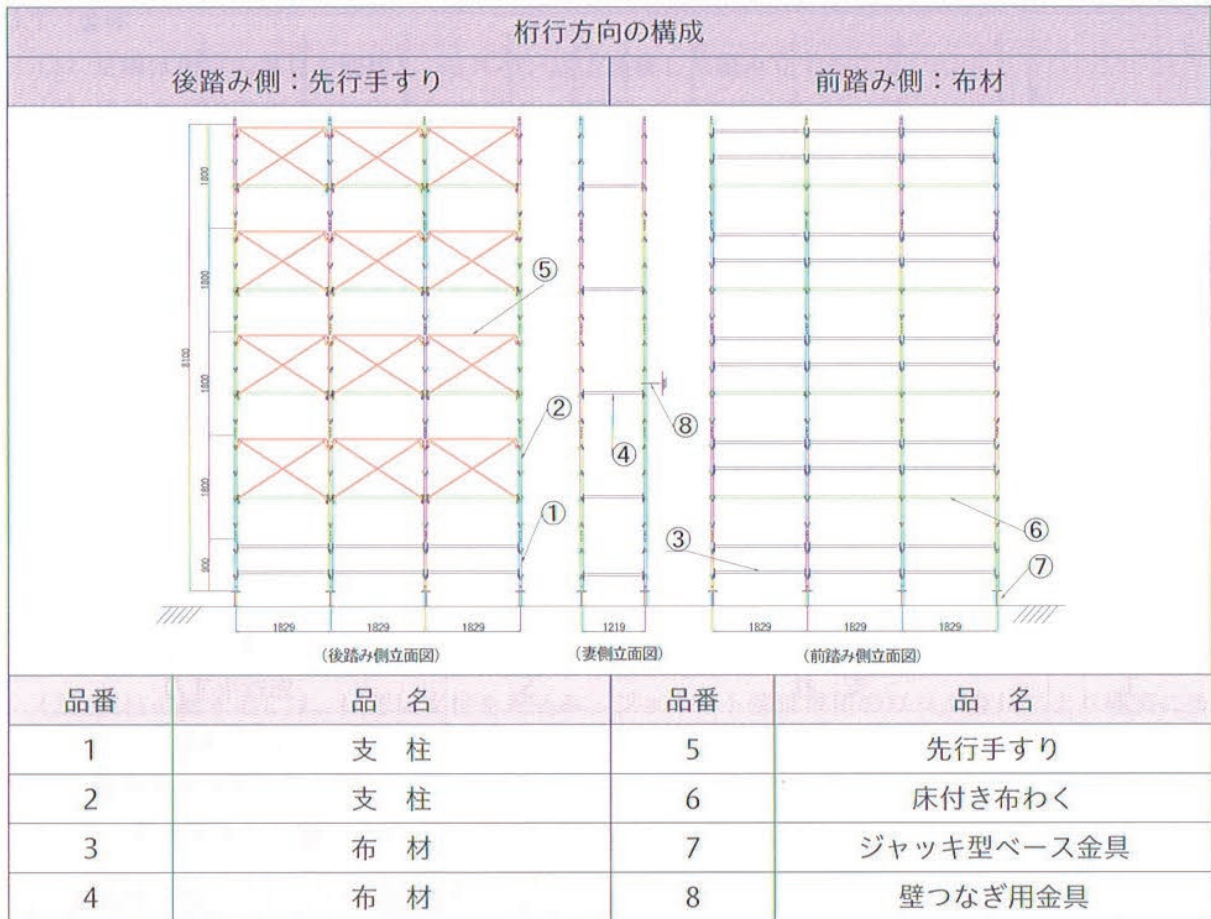 桁行方向の構成
後踏み側：先行手すり
前踏み側：布材
1800
1800
8100
1800
1800
900
⑤
②
①
⑧
④
③
⑥
⑦
1829 1829 1829
1219
1829 1829 1829
（後踏み側立面図）
（妻側立面図）
（前踏み側立面図）
品番 品 名 品番 品 名
1 支 柱 5 先行手すり
2 支 柱 6 床付き布わく
3 布 材 7 ジャッキ型ベース金具
4 布 材 8 壁つなぎ用金具